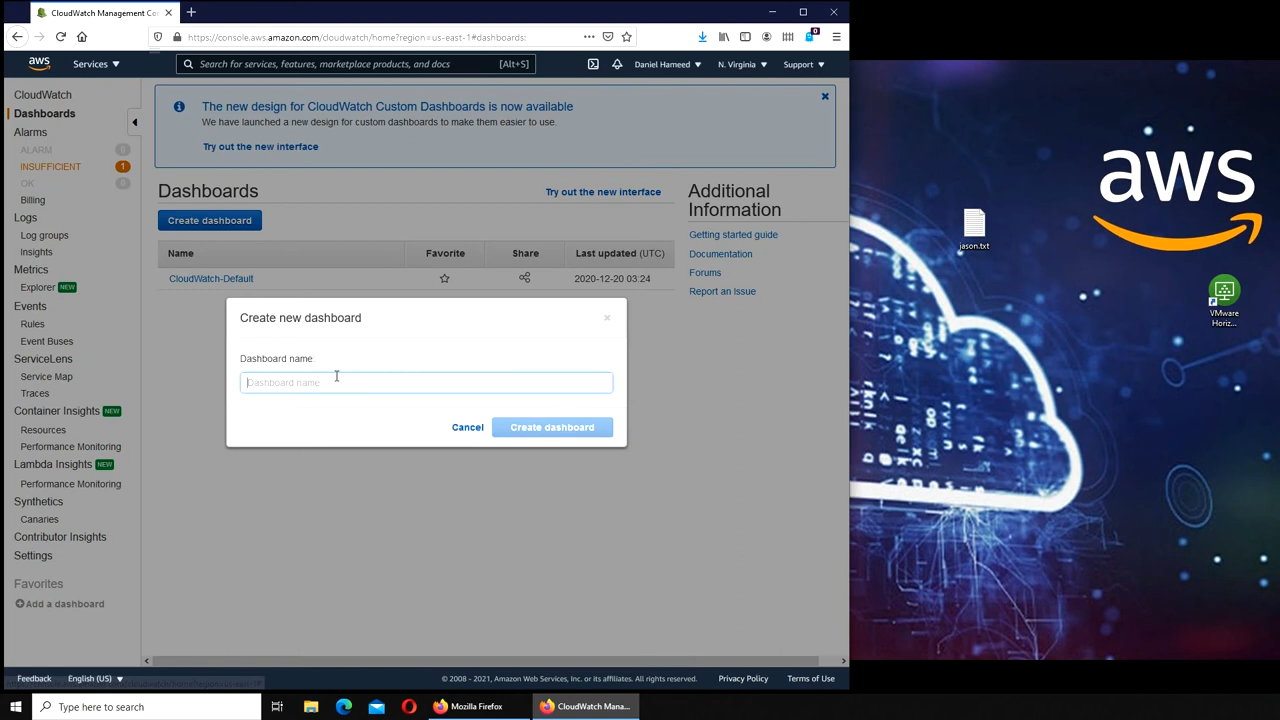 CloudWatch Management Co
https://console.aws.amazon.com/cloudwatch/home?region=us-east-1#dashboards:
0
aws
Services
Search for services, features, marketplace products, and docs
[Alt+S]
Daniel Hameed
N. Virginia
Support
CloudWatch
Dashboards
Alarms
ALARM 0
INSUFFICIENT 1
OK 0
Billing
Logs
Log groups
Insights
Metrics
Explorer NEW
Events
Rules
Event Buses
ServiceLens
Service Map
Traces
Container Insights NEW
Resources
Performance Monitoring
Lambda Insights NEW
Performance Monitoring
Synthetics
Canaries
Contributor Insights
Settings
Favorites
Add a dashboard
The new design for CloudWatch Custom Dashboards is now available
We have launched a new design for custom dashboards to make them easier to use.
Try out the new interface
Dashboards
Try out the new interface
Create dashboard
Name Favorite Share Last updated (UTC)
CloudWatch-Default 2020-12-20 03:24
Additional
Information
Getting started guide
Documentation
Forums
Report an Issue
Create new dashboard
Dashboard name:
Dashboard name
Cancel
Create dashboard
Feedback
English (US)
© 2008 - 2021, Amazon Web Services, Inc. or its affiliates. All rights reserved.
Privacy Policy
Terms of Use
aws
jason.txt
VMware
Horiz...
Type here to search
Mozilla Firefox
CloudWatch Mana...